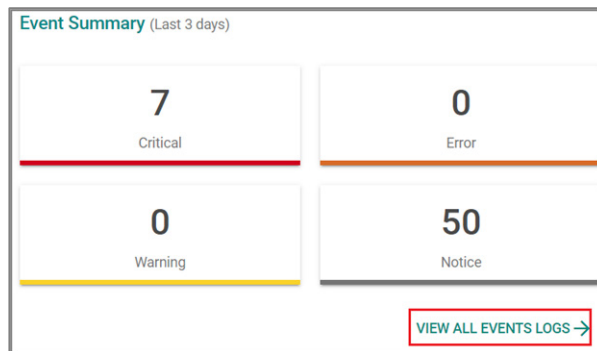 Event Summary (Last 3 days)
7
0
Critical
Error
0
50
Warning
Notice
VIEW ALL EVENTS LOGS →